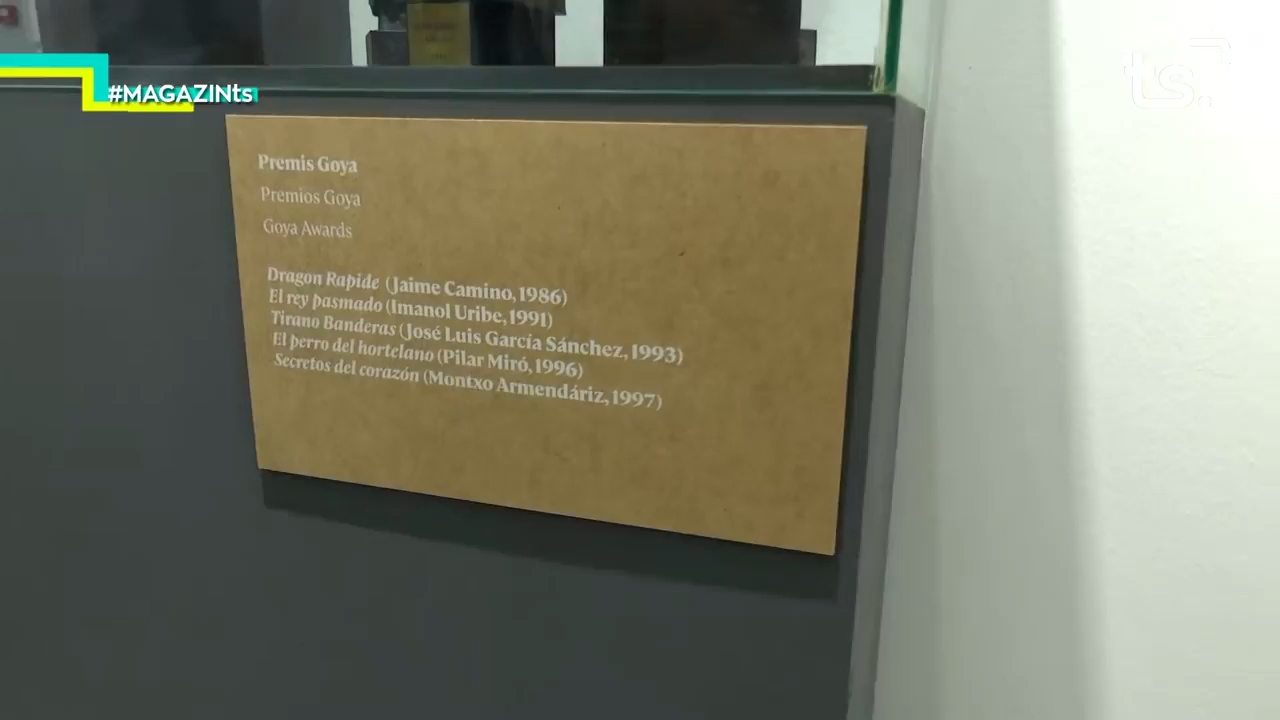 #MAGAZINts
ts.
Premis Goya
Premios Goya
Goya Awards
Dragon Rapide (Jaime Camino, 1986)
El rey pasmado (Imanol Uribe, 1991)
Tirano Banderas (José Luis García Sánchez, 1993)
El perro del hortelano (Pilar Miró, 1996)
Secretos del corazón (Montxo Armendáriz, 1997)